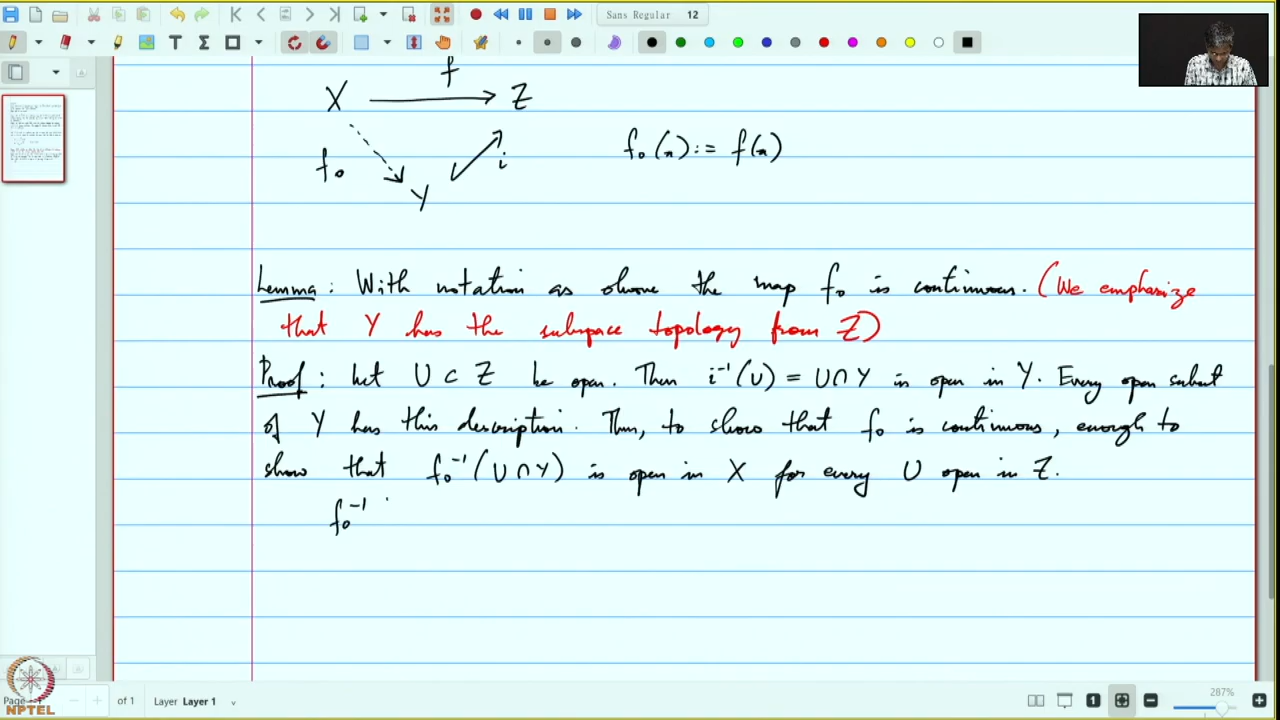 Sans Regular 12
f
X Z
f₀(x) := f(x)
f₀ i
Y
Lemma: With notation as above the map f₀ is continuous. (We emphasize
that Y has the subspace topology from Z)
Proof: Let U ⊂ Z be open. Then i⁻¹(U) = U∩Y is open in Y. Every open subset
of Y has this description. Thus, to show that f₀ is continuous, enough to
show that f₀⁻¹(U∩Y) is open in X for every U open in Z.
f₀⁻¹
NPTEL
of 1 Layer Layer 1
287%